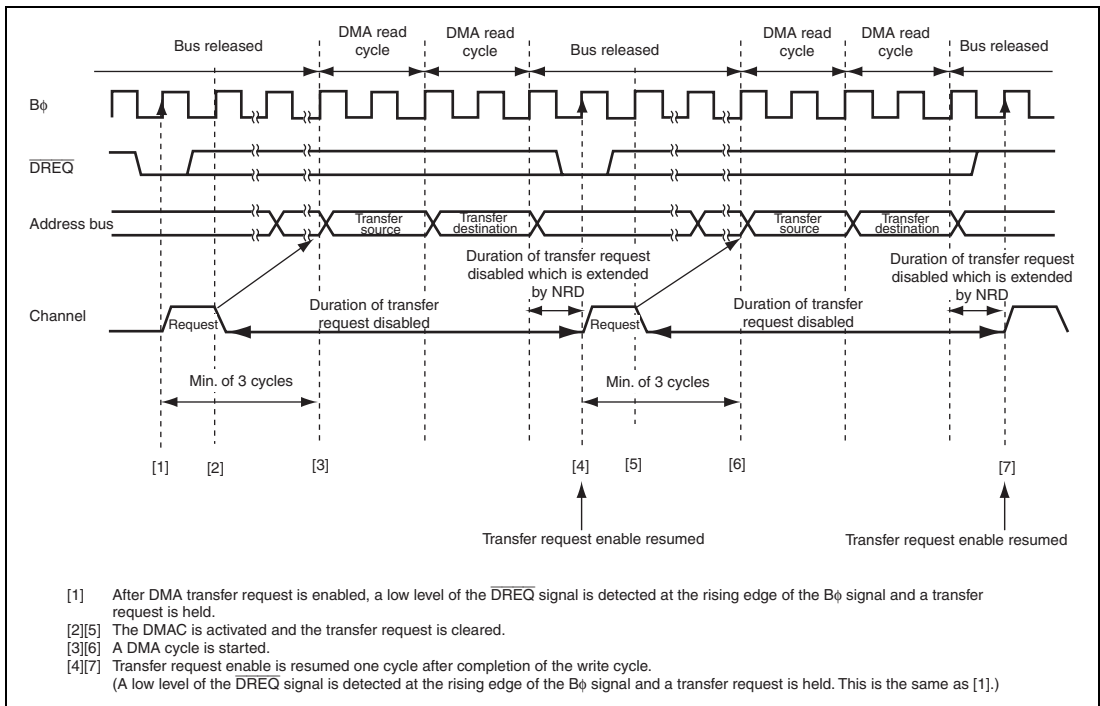 Bus released
DMA read
cycle
DMA read
cycle
Bus released
DMA read
cycle
DMA read
cycle
Bus released
Bφ
DREQ
Address bus
Transfer
source
Transfer
destination
Transfer
source
Transfer
destination
Duration of transfer request
disabled which is extended
by NRD
Duration of transfer request
disabled which is extended
by NRD
Channel
Request
Duration of transfer
request disabled
Request
Duration of transfer
request disabled
Min. of 3 cycles
Min. of 3 cycles
[1]
[2]
[3]
[4]
[5]
[6]
[7]
Transfer request enable resumed
Transfer request enable resumed
[1] After DMA transfer request is enabled, a low level of the DREQ signal is detected at the rising edge of the Bφ signal and a transfer
request is held.
[2][5] The DMAC is activated and the transfer request is cleared.
[3][6] A DMA cycle is started.
[4][7] Transfer request enable is resumed one cycle after completion of the write cycle.
(A low level of the DREQ signal is detected at the rising edge of the Bφ signal and a transfer request is held. This is the same as [1].)